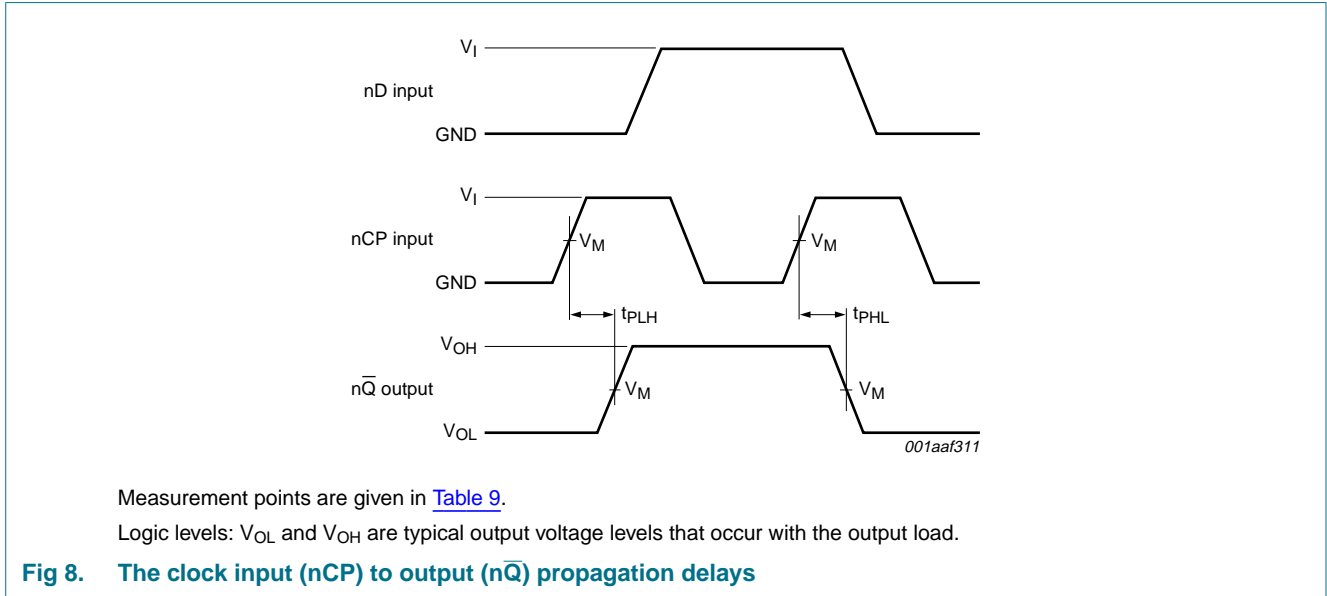 V_I
nD input
GND
V_I
nCP input
V_M
V_M
GND
t_PLH
t_PHL
V_OH
nQ̅ output
V_M
V_M
V_OL
001aaf311
Measurement points are given in Table 9.
Logic levels: V_OL and V_OH are typical output voltage levels that occur with the output load.
Fig 8. The clock input (nCP) to output (nQ̅) propagation delays